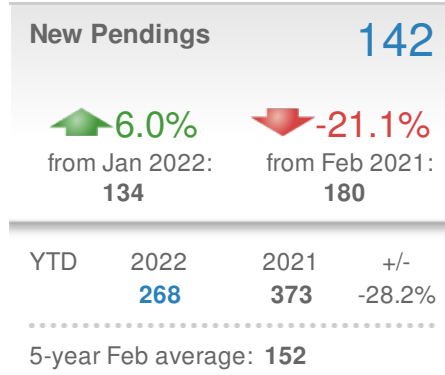 New Pendings 142
6.0% -21.1%
from Jan 2022: from Feb 2021:
134 180
YTD 2022 2021 +/-
268 373 -28.2%
5-year Feb average: 152